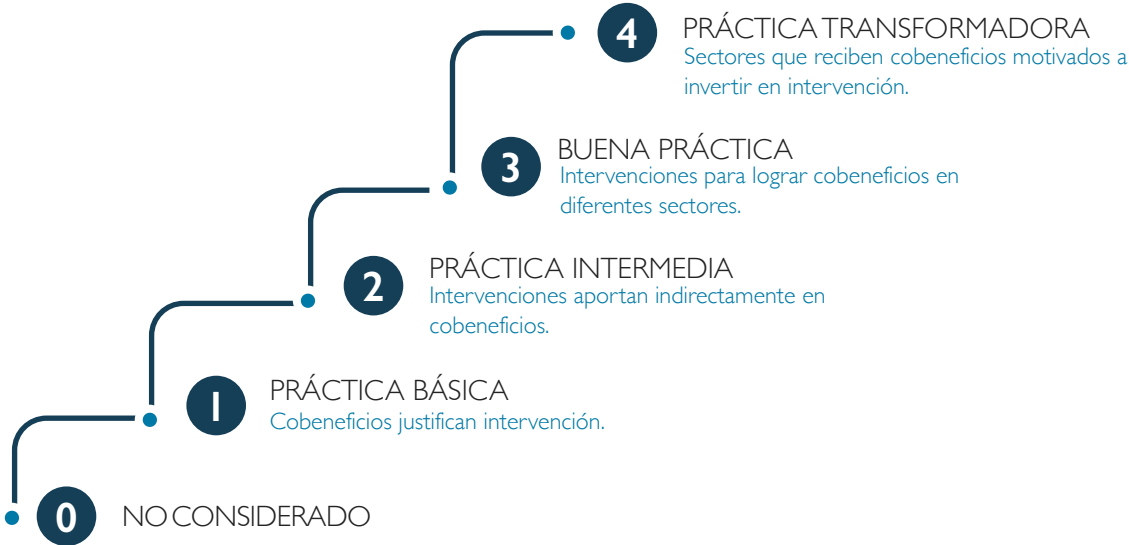 4 PRÁCTICA TRANSFORMADORA
Sectores que reciben cobeneficios motivados a
invertir en intervención.
3 BUENA PRÁCTICA
Intervenciones para lograr cobeneficios en
diferentes sectores.
2 PRÁCTICA INTERMEDIA
Intervenciones aportan indirectamente en
cobeneficios.
1 PRÁCTICA BÁSICA
Cobeneficios justifican intervención.
0 NO CONSIDERADO